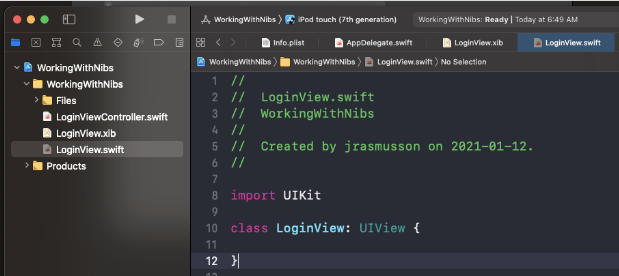 WorkingWithNibs 〉 iPod touch (7th generation)
WorkingWithNibs: Ready | Today at 6:49 AM
Info.plist
AppDelegate.swift
LoginView.xib
LoginView.swift
WorkingWithNibs 〉 WorkingWithNibs 〉 LoginView.swift 〉 No Selection
WorkingWithNibs
WorkingWithNibs
Files
LoginViewController.swift
LoginView.xib
LoginView.swift
Products
1 //
2 //  LoginView.swift
3 //  WorkingWithNibs
4 //
5 //  Created by jrasmusson on 2021-01-12.
6 //
7
8 import UIKit
9
10 class LoginView: UIView {
11
12 }